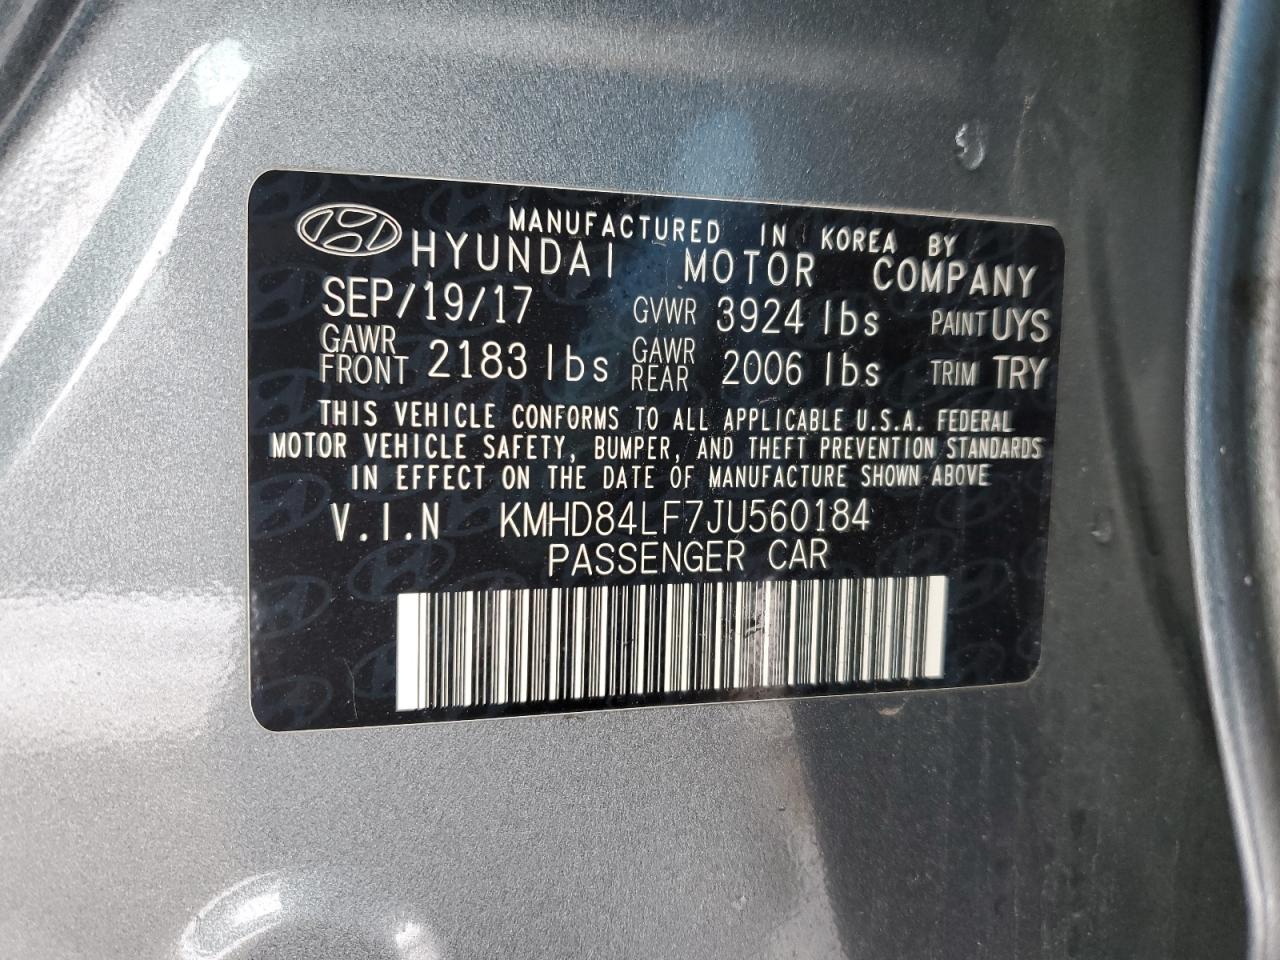 MANUFACTURED IN KOREA BY
HYUNDAI MOTOR COMPANY
SEP/19/17 GVWR 3924 lbs PAINT UYS
GAWR FRONT 2183 lbs GAWR REAR 2006 lbs TRIM TRY
THIS VEHICLE CONFORMS TO ALL APPLICABLE U.S.A. FEDERAL
MOTOR VEHICLE SAFETY, BUMPER, AND THEFT PREVENTION STANDARDS
IN EFFECT ON THE DATE OF MANUFACTURE SHOWN ABOVE
V.I.N KMHD84LF7JU560184
PASSENGER CAR